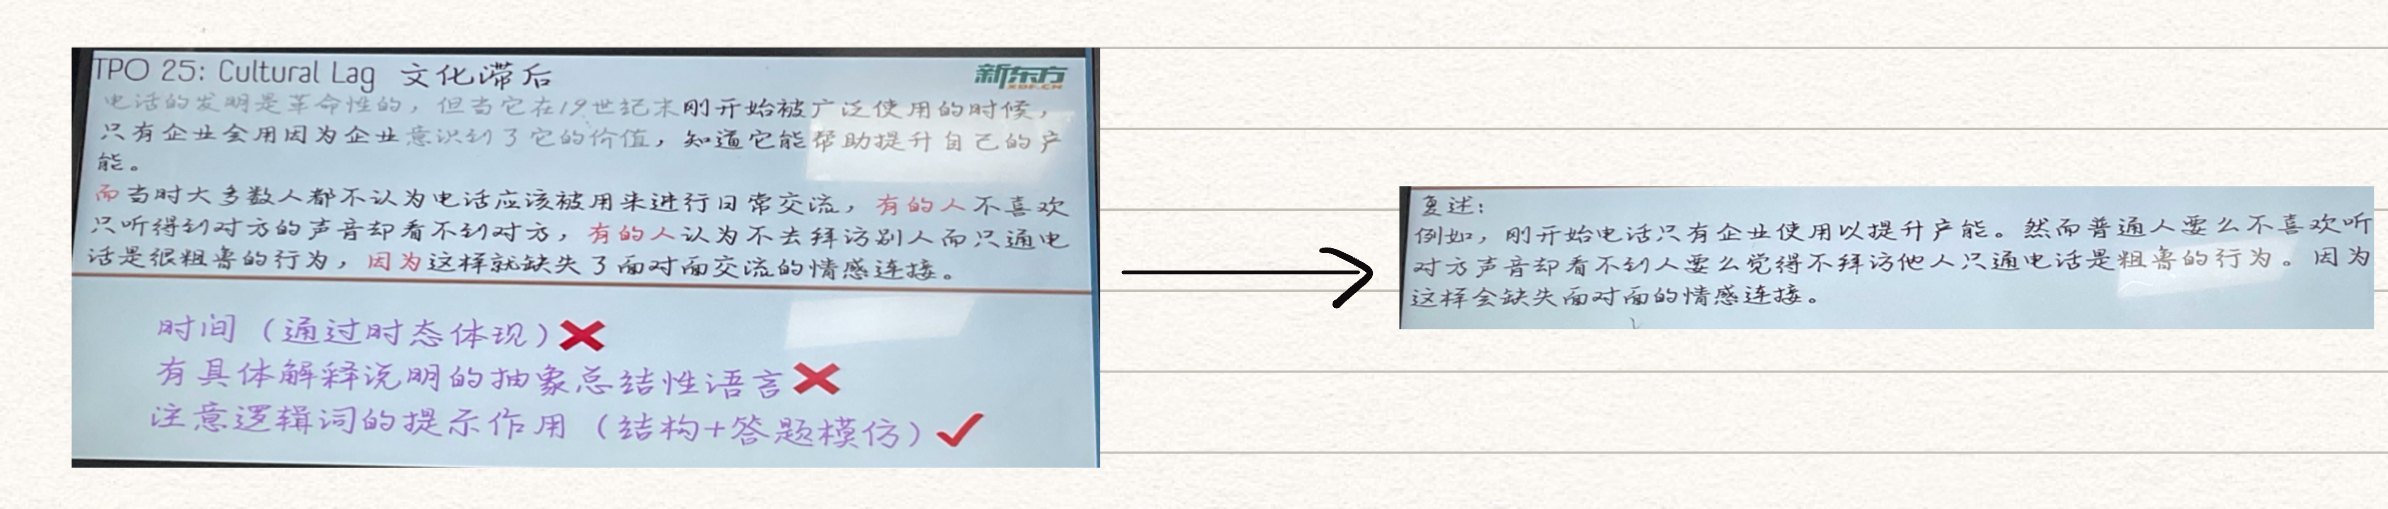 TPO 25: Cultural Lag 文化滞后
新东方
XDF.CN
电话的发明是革命性的，但当它在19世纪末刚开始被广泛使用的时候，
只有企业会用因为企业意识到了它的价值，知道它能帮助提升自己的产
能。
而当时大多数人都不认为电话应该被用来进行日常交流，有的人不喜欢
只听得到对方的声音却看不到对方，有的人认为不去拜访别人而只通电
话是很粗鲁的行为，因为这样就缺失了面对面交流的情感连接。
时间（通过时态体现）
有具体解释说明的抽象总结性语言
注意逻辑词的提示作用（结构+答题模仿）
复述：
例如，刚开始电话只有企业使用以提升产能。然而普通人要么不喜欢听
对方声音却看不到人要么觉得不拜访他人只通电话是粗鲁的行为。因为
这样会缺失面对面的情感连接。